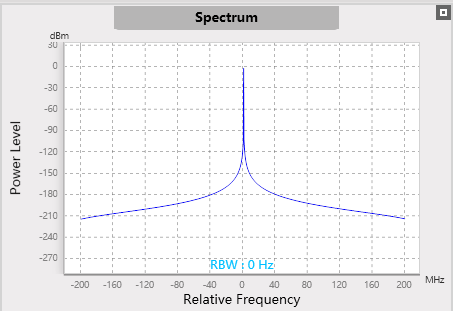 Spectrum
dBm
30
0
-30
-60
-90
-120
-150
-180
-210
-240
-270
Power Level
RBW : 0 Hz
-200 -160 -120 -80 -40 0 40 80 120 160 200 MHz
Relative Frequency